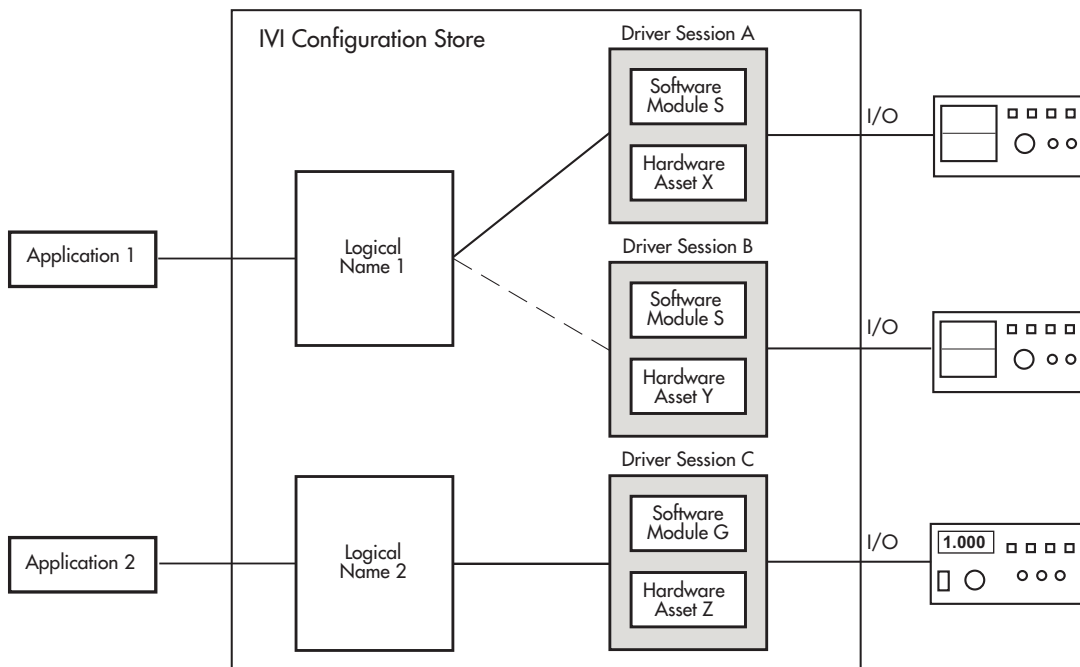 IVI Configuration Store
Driver Session A
Software
Module S
Hardware
Asset X
I/O
Application 1
Logical
Name 1
Driver Session B
Software
Module S
Hardware
Asset Y
I/O
Driver Session C
Software
Module G
Hardware
Asset Z
I/O
1.000
Application 2
Logical
Name 2